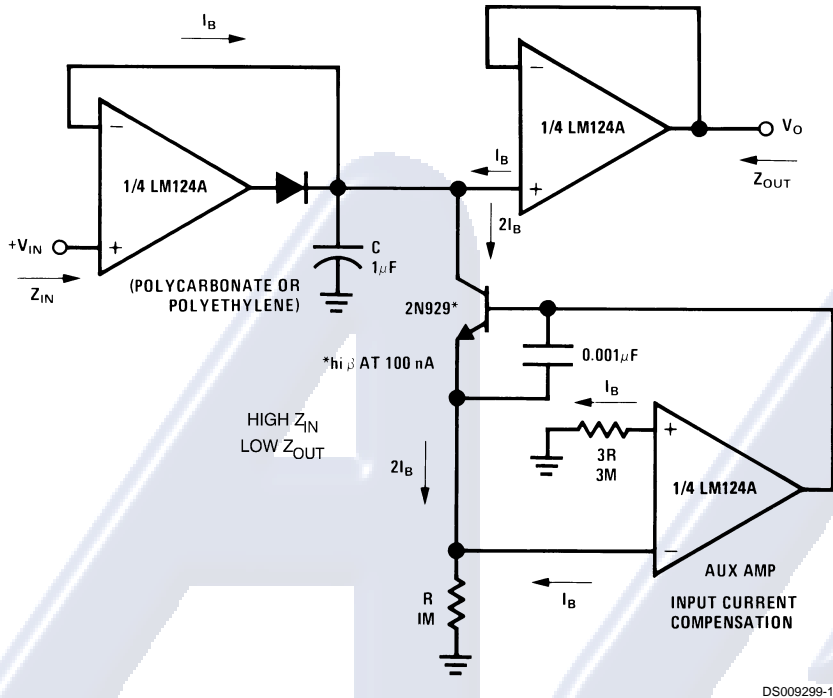 I_B
1/4 LM124A
−
+
+V_IN
Z_IN
C
1μF
(POLYCARBONATE OR
POLYETHYLENE)
1/4 LM124A
−
+
I_B
V_O
Z_OUT
2I_B
2N929*
*hi β AT 100 nA
0.001μF
HIGH Z_IN
LOW Z_OUT
I_B
3R
3M
+
1/4 LM124A
−
2I_B
AUX AMP
INPUT CURRENT
COMPENSATION
I_B
R
1M
DS009299-1